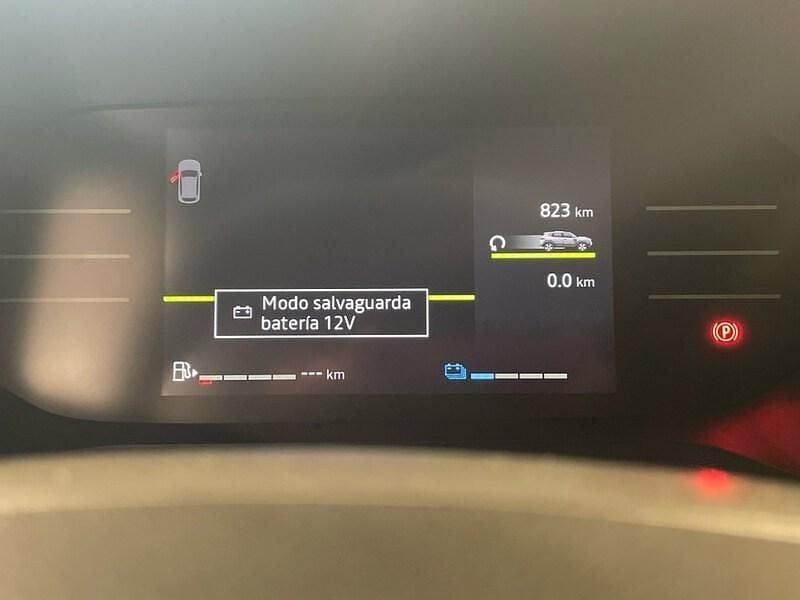 823 km
0.0 km
Modo salvaguarda
batería 12V
--- km
P